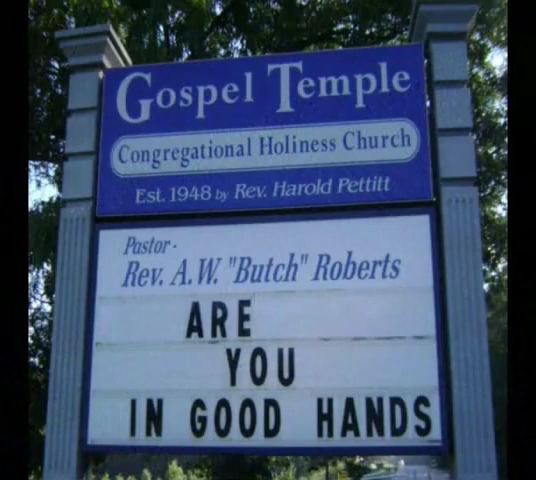 Gospel Temple
Congregational Holiness Church
Est. 1948 by Rev. Harold Pettitt
Pastor -
Rev. A.W. "Butch" Roberts
ARE
YOU
IN GOOD HANDS